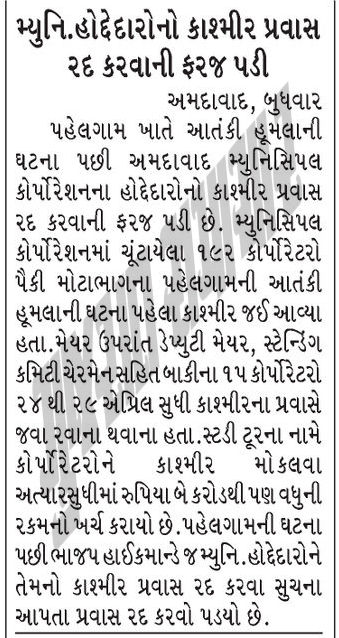 મ્યુનિ.હોદ્દેદારોનો કાશ્મીર પ્રવાસ
રદ કરવાની ફરજ પડી
અમદાવાદ, બુધવાર
પહેલગામ ખાતે આતંકી હૂમલાની
ઘટના પછી અમદાવાદ મ્યુનિસિપલ
કોર્પોરેશનના હોદ્દેદારોનો કાશ્મીર પ્રવાસ
રદ કરવાની ફરજ પડી છે. મ્યુનિસિપલ
કોર્પોરેશનમાં ચૂંટાયેલા ૧૯૨ કોર્પોરેટરો
પૈકી મોટાભાગના પહેલગામની આતંકી
હૂમલાની ઘટના પહેલા કાશ્મીર જઈ આવ્યા
હતા.મેયર ઉપરાંત ડેપ્યુટી મેયર, સ્ટેન્ડિંગ
કમિટી ચેરમેનસહિત બાકીના ૧૫ કોર્પોરેટરો
૨૪ થી ૨૯ એપ્રિલ સુધી કાશ્મીરના પ્રવાસે
જવા રવાના થવાના હતા.સ્ટડી ટૂરના નામે
કોર્પોરેટરોને કાશ્મીર મોકલવા
અત્યારસુધીમાં રુપિયા બે કરોડથી પણ વધુની
રકમનો ખર્ચ કરાયો છે.પહેલગામની ઘટના
પછી ભાજપ હાઈકમાન્ડે જ મ્યુનિ.હોદ્દેદારોને
તેમનો કાશ્મીર પ્રવાસ રદ કરવા સુચના
આપતા પ્રવાસ રદ કરવો પડયો છે.